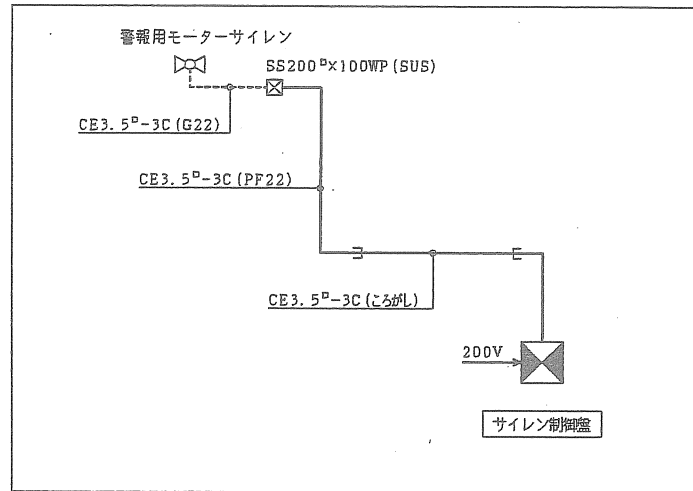 警報用モーターサイレン
SS200□×100WP(SUS)
CE3.5□-3C(G22)
CE3.5□-3C(PF22)
CE3.5□-3C(ころがし)
200V
サイレン制御盤